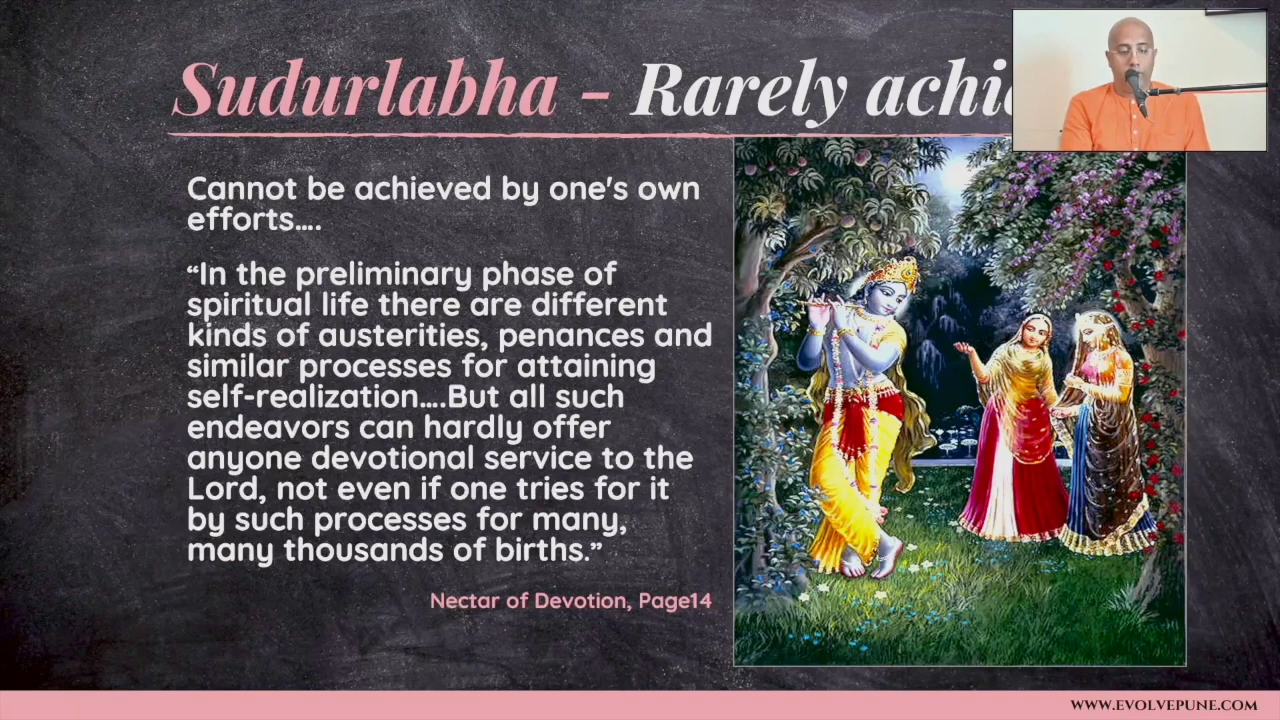 Sudurlabha - Rarely
Cannot be achieved by one's own
efforts....
“In the preliminary phase of
spiritual life there are different
kinds of austerities, penances and
similar processes for attaining
self-realization....But all such
endeavors can hardly offer
anyone devotional service to the
Lord, not even if one tries for it
by such processes for many,
many thousands of births.”
Nectar of Devotion, Page14
WWW.EVOLVEPUNE.COM